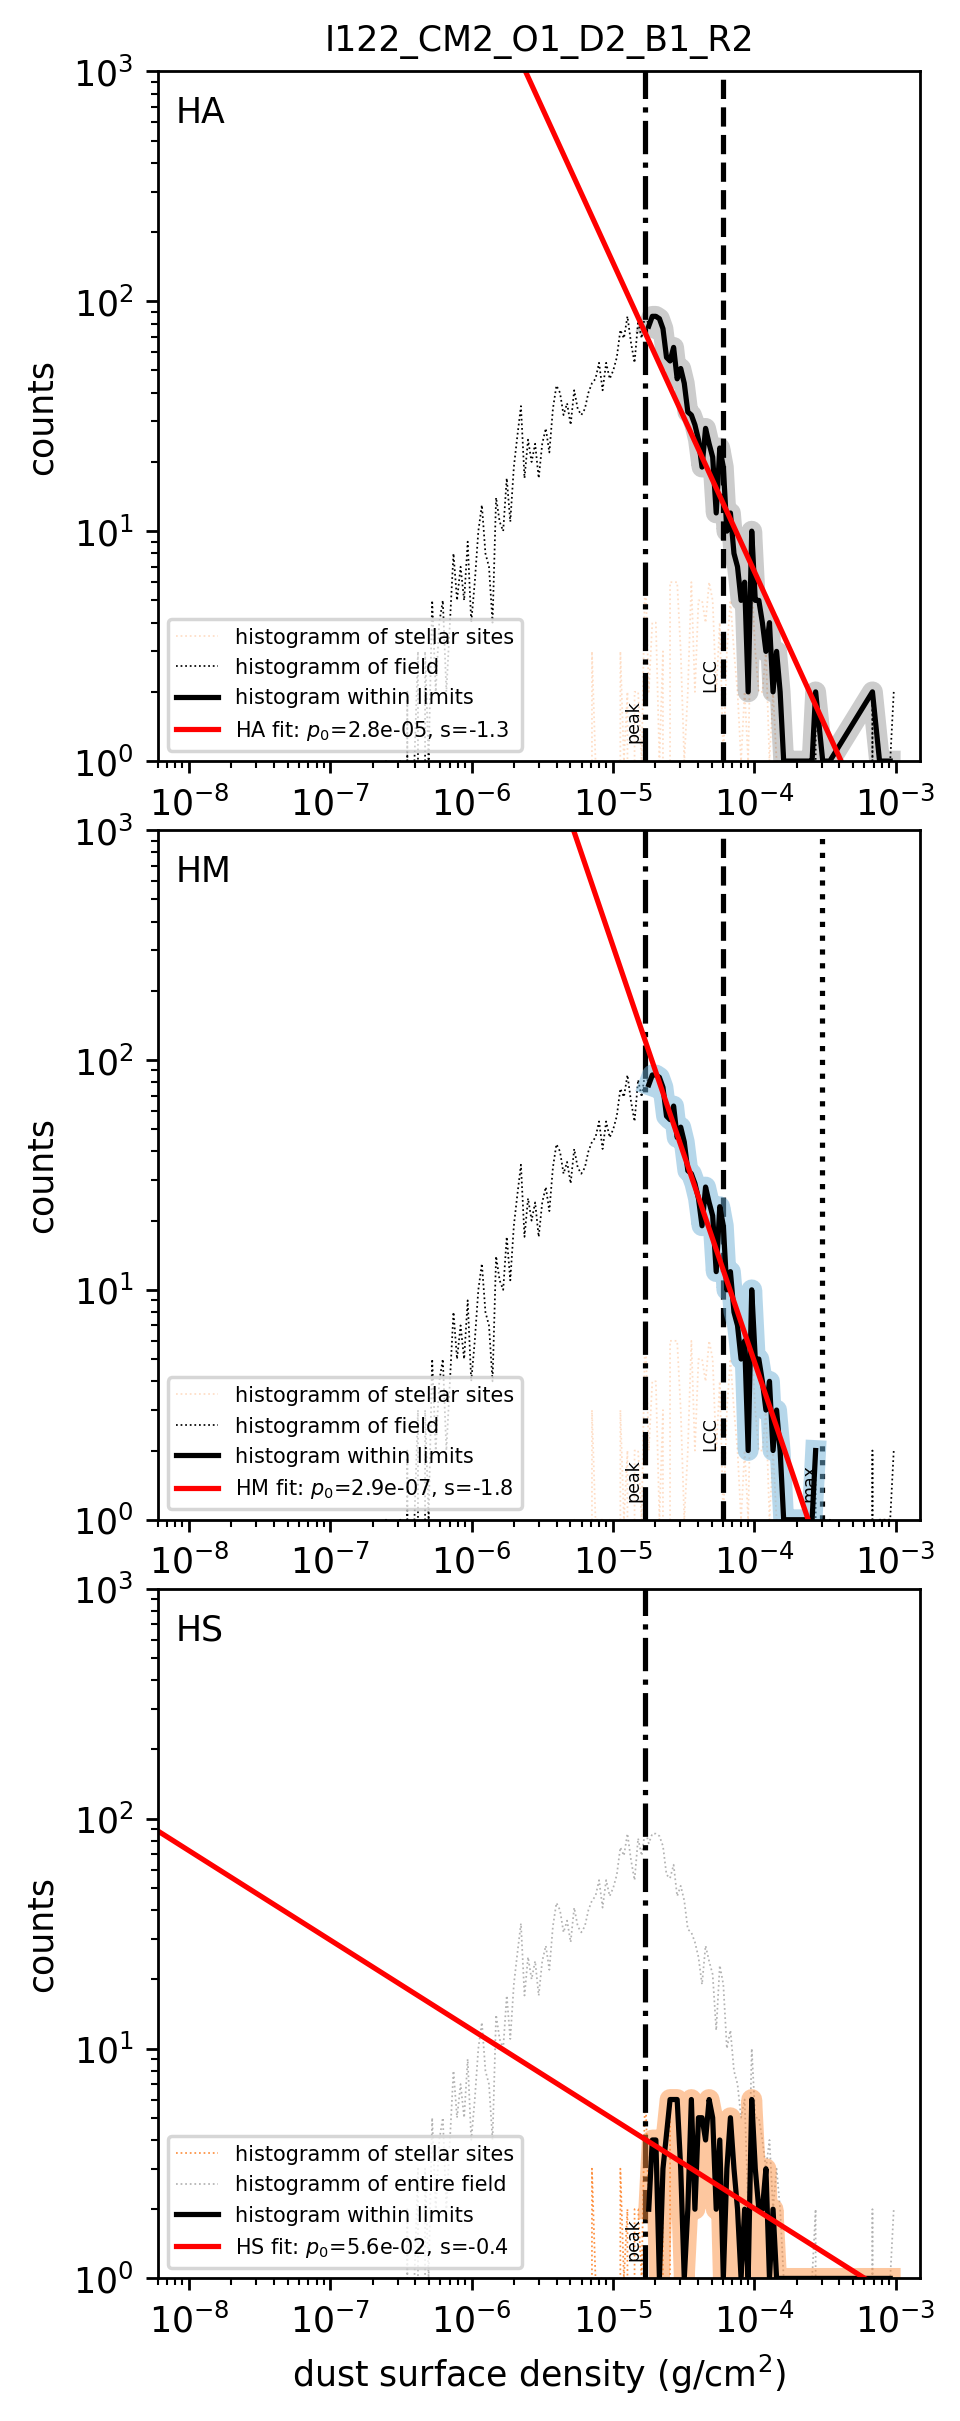 I122_CM2_O1_D2_B1_R2
HA
10³
10²
10¹
10⁰
counts
histogramm of stellar sites
histogramm of field
histogram within limits
HA fit: p₀=2.8e-05, s=-1.3
peak
LCC
10⁻⁸ 10⁻⁷ 10⁻⁶ 10⁻⁵ 10⁻⁴ 10⁻³
HM
10³
10²
10¹
10⁰
counts
histogramm of stellar sites
histogramm of field
histogram within limits
HM fit: p₀=2.9e-07, s=-1.8
peak
LCC
max
10⁻⁸ 10⁻⁷ 10⁻⁶ 10⁻⁵ 10⁻⁴ 10⁻³
HS
10³
10²
10¹
10⁰
counts
histogramm of stellar sites
histogramm of entire field
histogram within limits
HS fit: p₀=5.6e-02, s=-0.4
peak
10⁻⁸ 10⁻⁷ 10⁻⁶ 10⁻⁵ 10⁻⁴ 10⁻³
dust surface density (g/cm²)